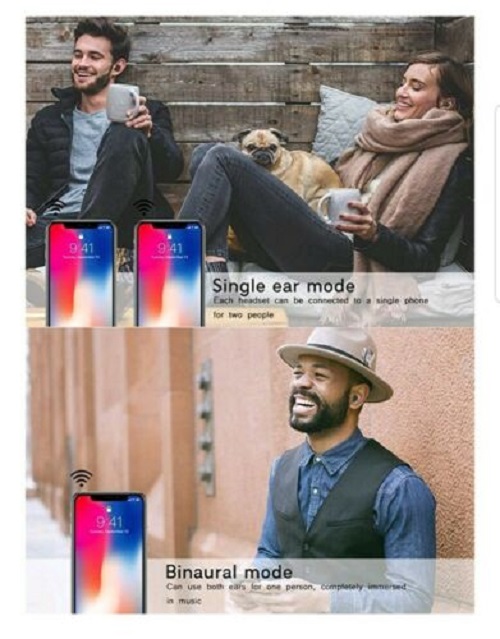 9:41
9:41
Single ear mode
Each headset can be connected to a single phone
for two people
9:41
Binaural mode
Can use both ears for one person, completely immersed
in music